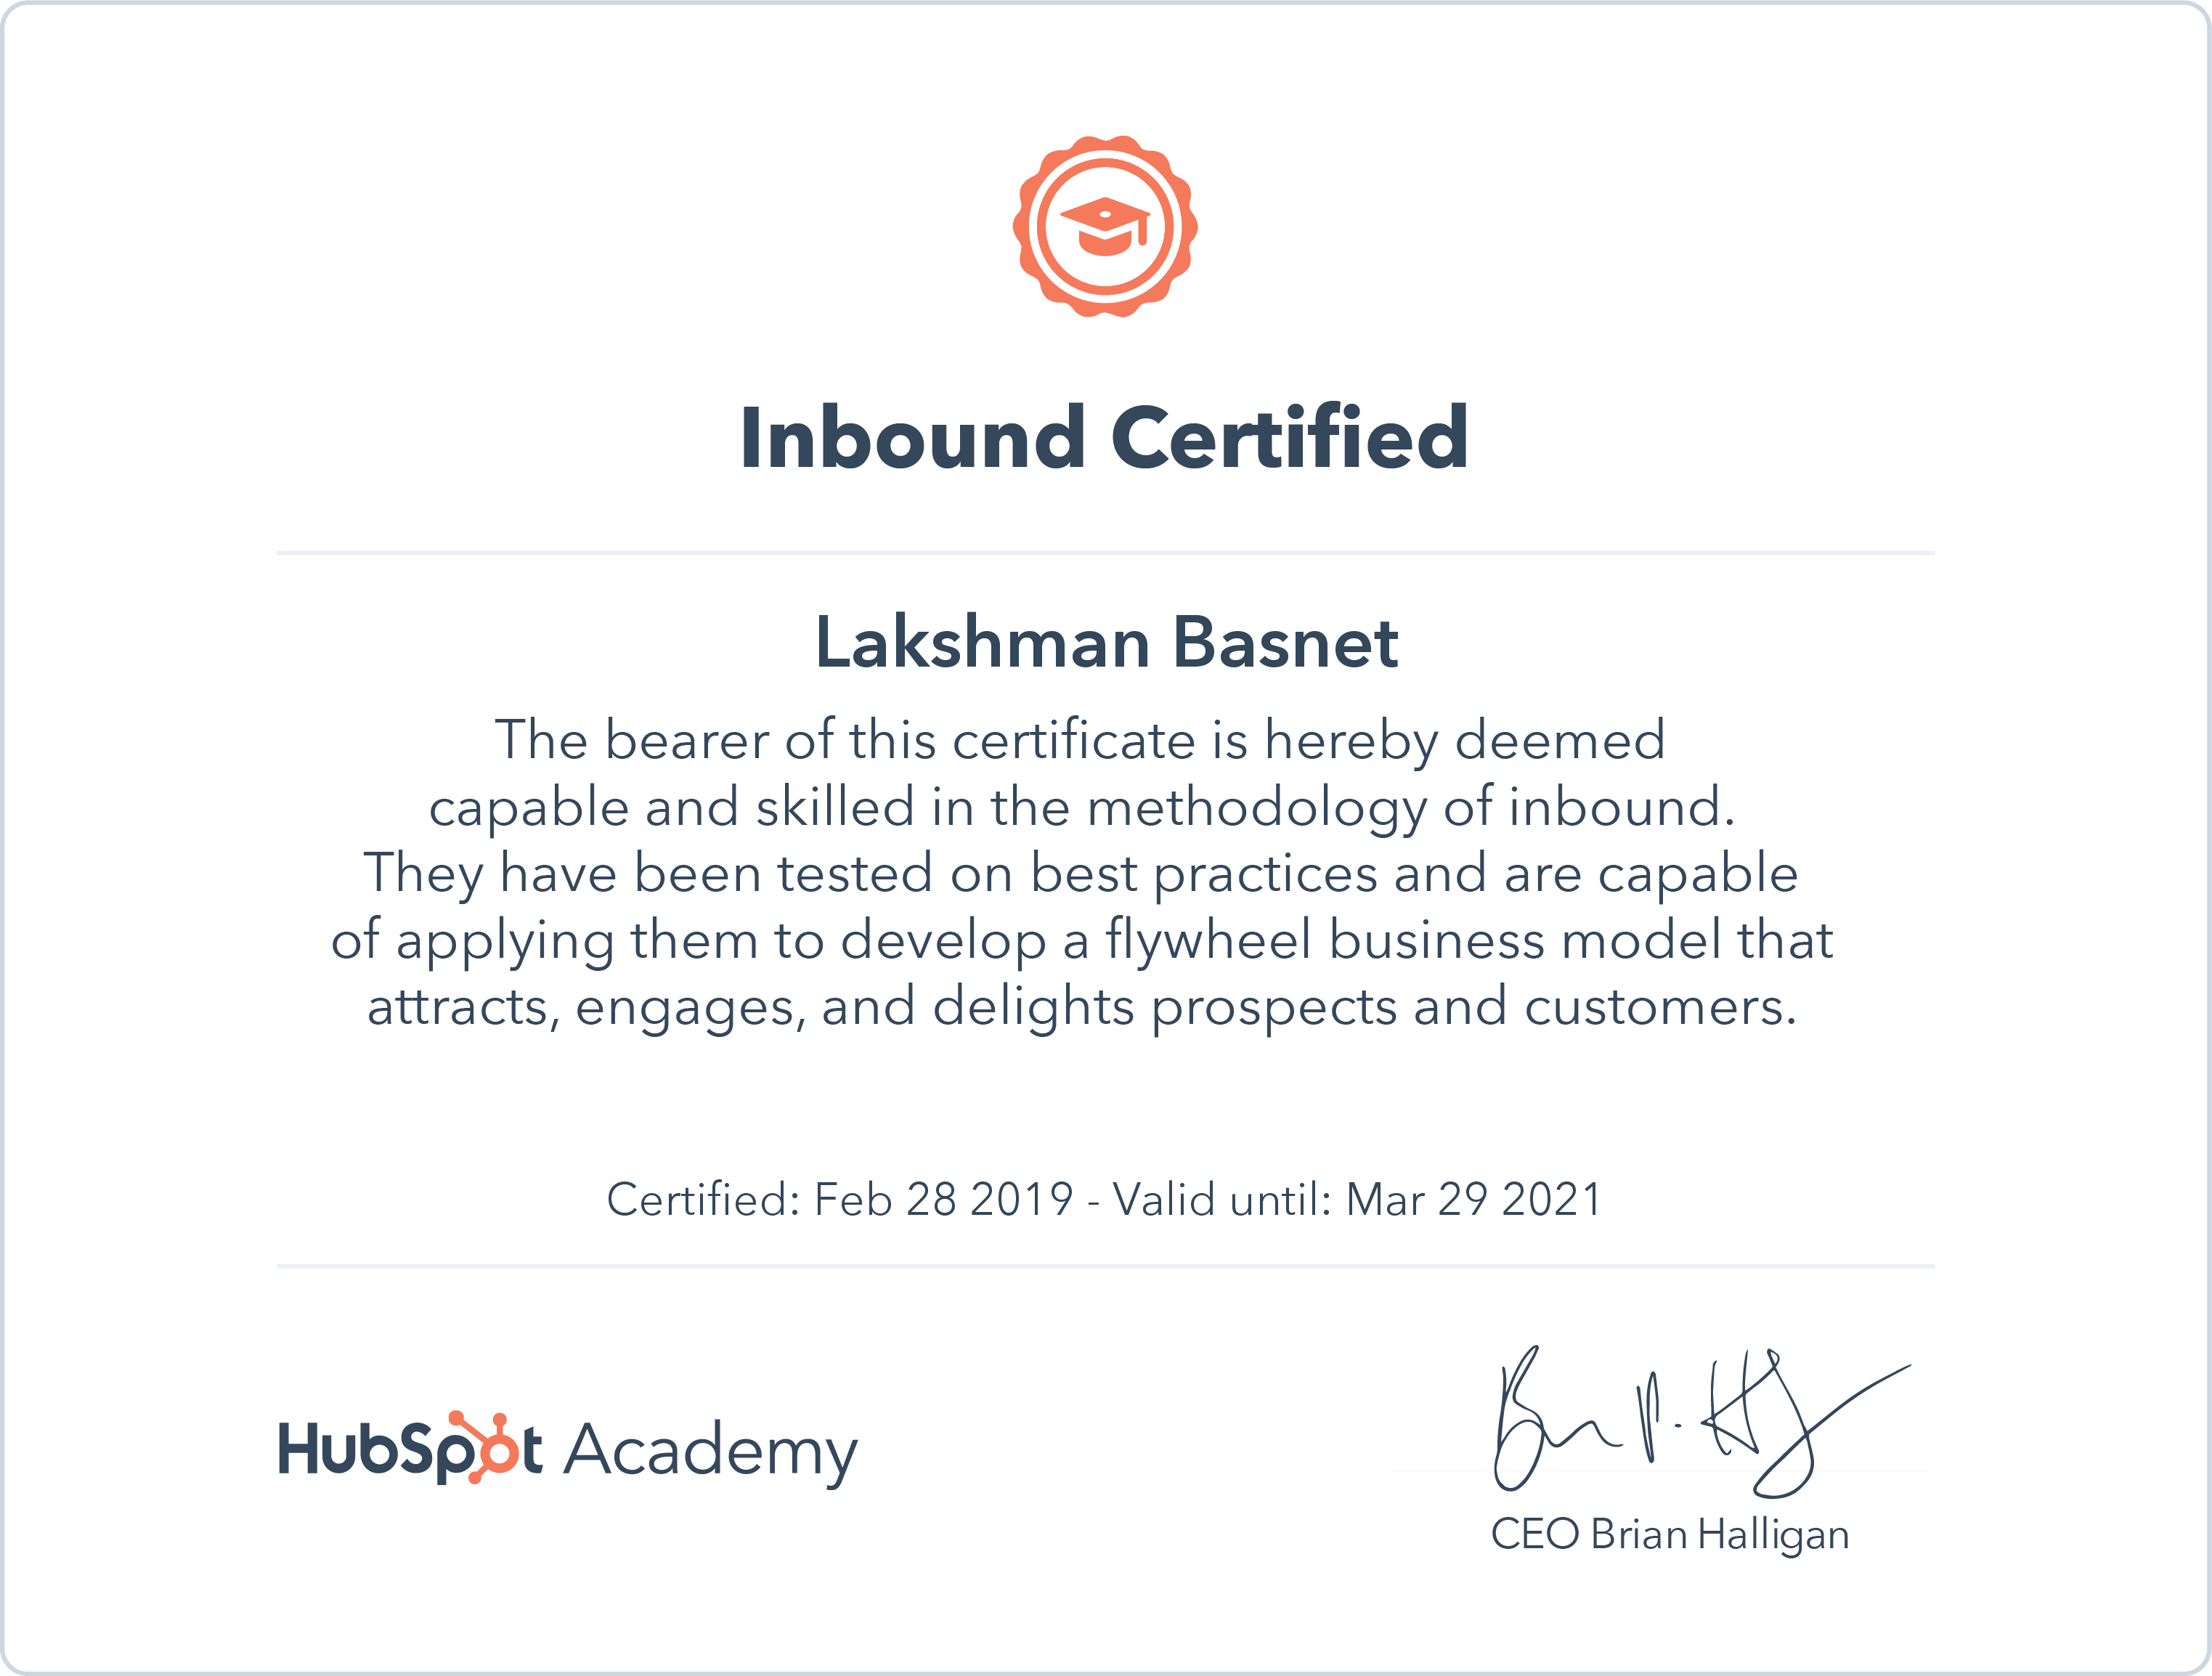 Inbound Certified
Lakshman Basnet
The bearer of this certificate is hereby deemed
capable and skilled in the methodology of inbound.
They have been tested on best practices and are capable
of applying them to develop a flywheel business model that
attracts, engages, and delights prospects and customers.
Certified: Feb 28 2019 - Valid until: Mar 29 2021
HubSpot Academy
CEO Brian Halligan